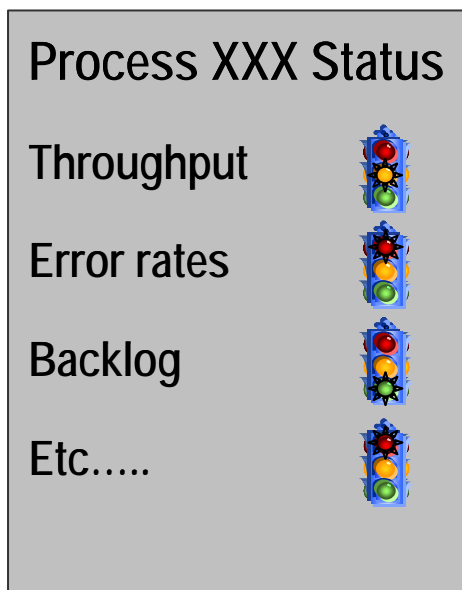 Process XXX Status
Throughput
Error rates
Backlog
Etc.....